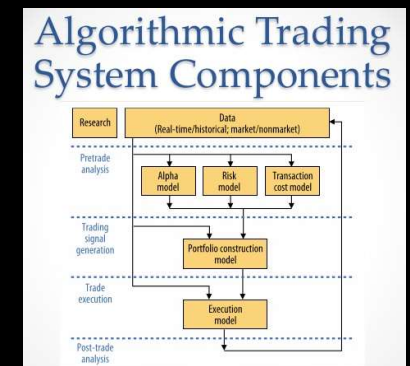 Algorithmic Trading
System Components
Research
Data
(Real-time/historical; market/nonmarket)
Pretrade
analysis
Alpha
model
Risk
model
Transaction
cost model
Trading
signal
generation
Portfolio construction
model
Trade
execution
Execution
model
Post-trade
analysis